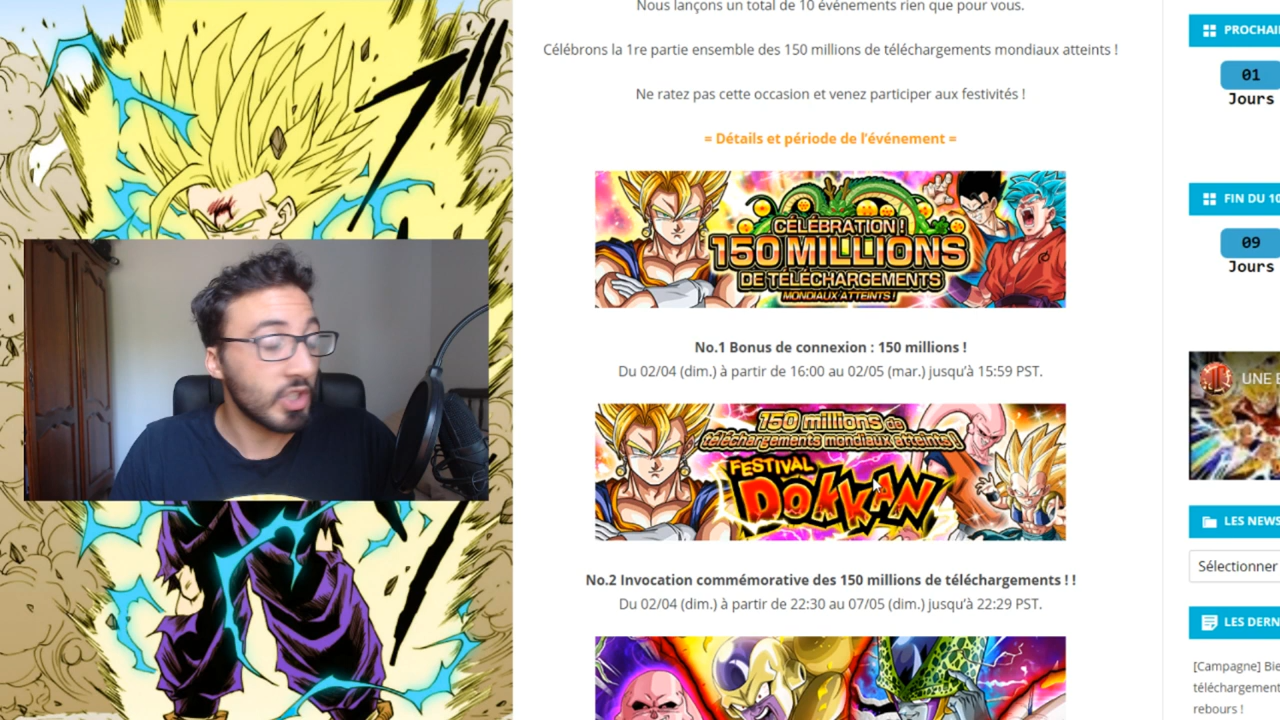 Nous lançons un total de 10 événements rien que pour vous.
Célébrons la 1re partie ensemble des 150 millions de téléchargements mondiaux atteints !
Ne ratez pas cette occasion et venez participer aux festivités !
= Détails et période de l'événement =
CÉLÉBRATION !
150 MILLIONS
DE TÉLÉCHARGEMENTS
MONDIAUX ATTEINTS !
No.1 Bonus de connexion : 150 millions !
Du 02/04 (dim.) à partir de 16:00 au 02/05 (mar.) jusqu'à 15:59 PST.
150 millions de
téléchargements mondiaux atteints !
FESTIVAL
DOKKAN
No.2 Invocation commémorative des 150 millions de téléchargements ! !
Du 02/04 (dim.) à partir de 22:30 au 07/05 (dim.) jusqu'à 22:29 PST.
PROCHAI
01
Jours
FIN DU 10
09
Jours
UNE
LES NEWS
Sélectionner
LES DERN
[Campagne] Bie
téléchargement
rebours !